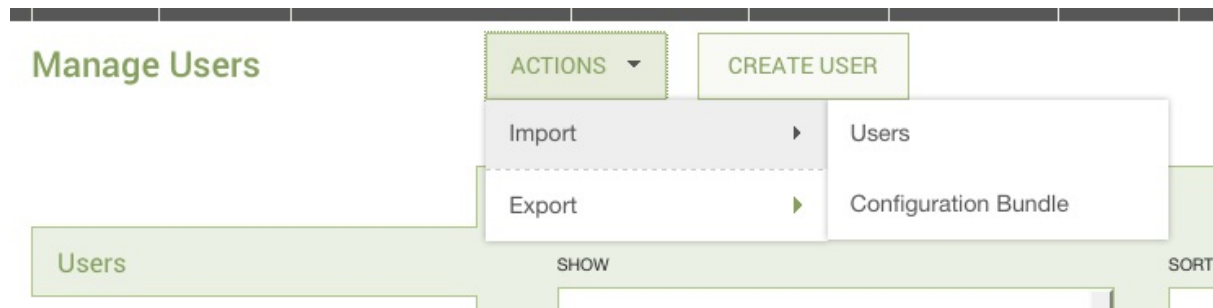 Manage Users
ACTIONS
CREATE USER
Import
Users
Export
Configuration Bundle
Users
SHOW
SORT